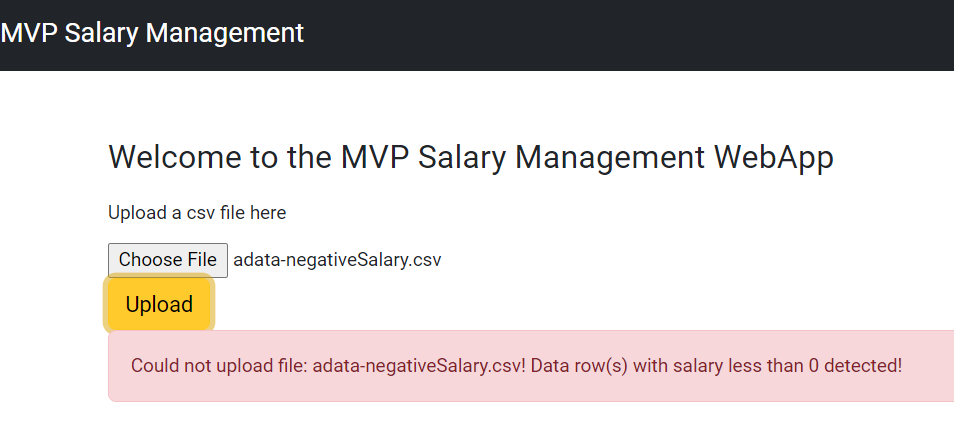 MVP Salary Management
Welcome to the MVP Salary Management WebApp
Upload a csv file here
Choose File adata-negativeSalary.csv
Upload
Could not upload file: adata-negativeSalary.csv! Data row(s) with salary less than 0 detected!